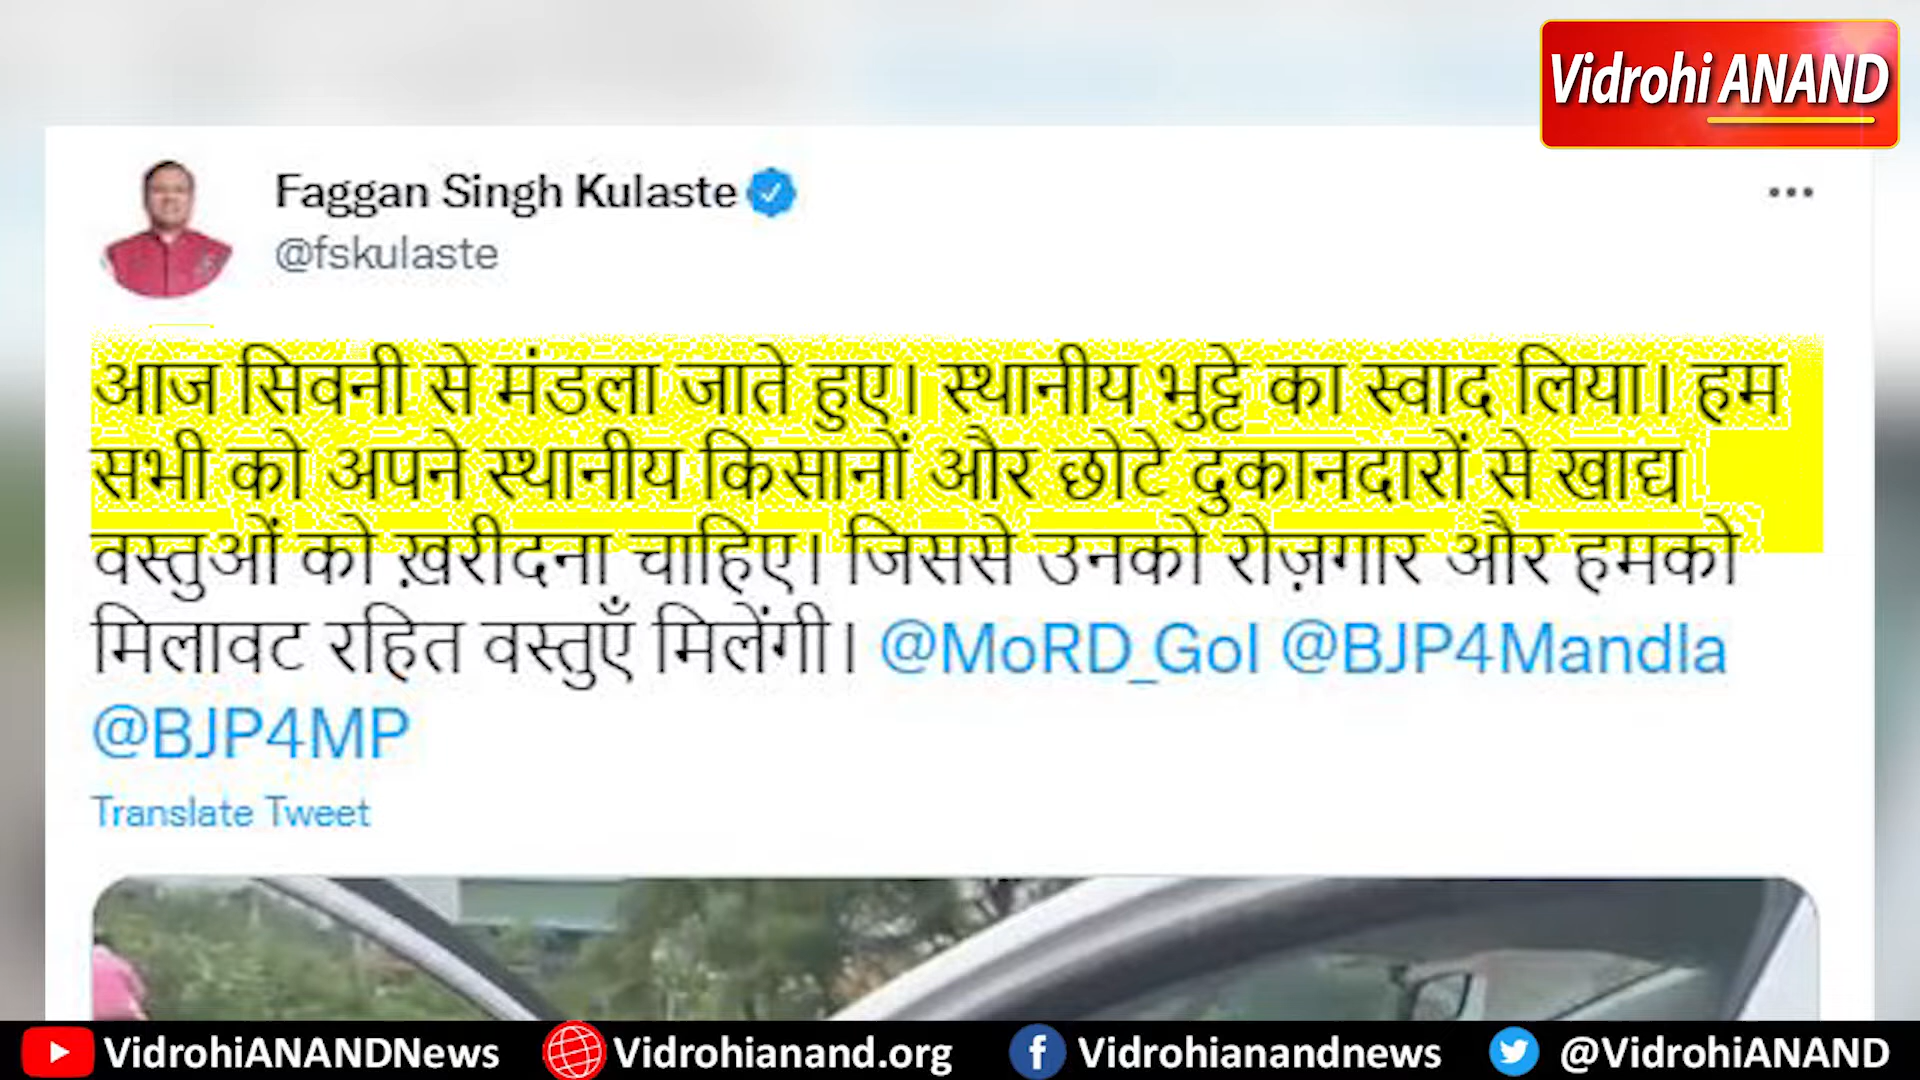 Vidrohi ANAND
Faggan Singh Kulaste
@fskulaste
आज सिवनी से मंडला जाते हुए। स्थानीय भुट्टे का स्वाद लिया। हम
सभी को अपने स्थानीय किसानों और छोटे दुकानदारों से खाद्य
वस्तुओं को ख़रीदना चाहिए। जिससे उनको रोज़गार और हमको
मिलावट रहित वस्तुएँ मिलेंगी। @MoRD_GoI @BJP4Mandla
@BJP4MP
Translate Tweet
VidrohiANANDNews Vidrohianand.org Vidrohianandnews @VidrohiANAND